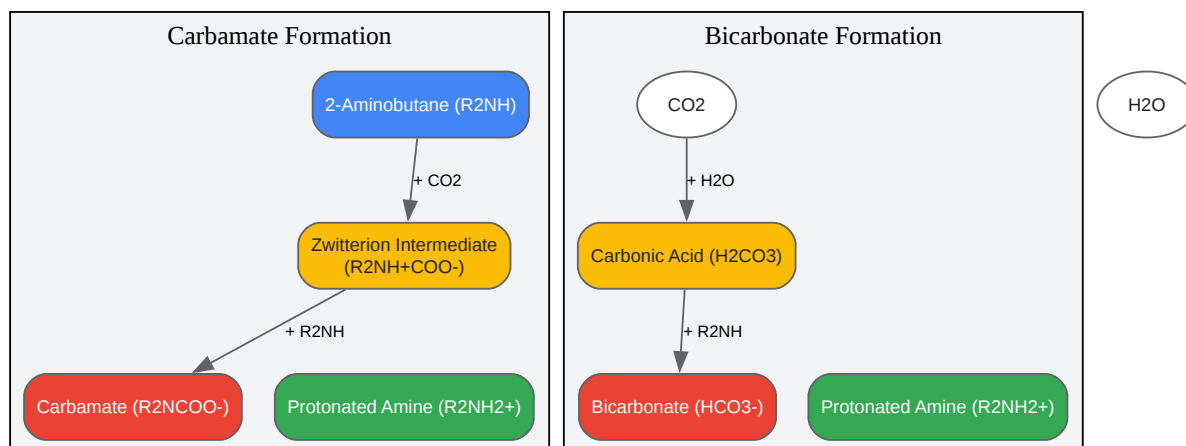 Carbamate Formation
2-Aminobutane (R2NH)
+ CO2
Zwitterion Intermediate
(R2NH+COO-)
+ R2NH
Carbamate (R2NCOO-)
Protonated Amine (R2NH2+)
Bicarbonate Formation
CO2
+ H2O
Carbonic Acid (H2CO3)
+ R2NH
Bicarbonate (HCO3-)
Protonated Amine (R2NH2+)
H2O